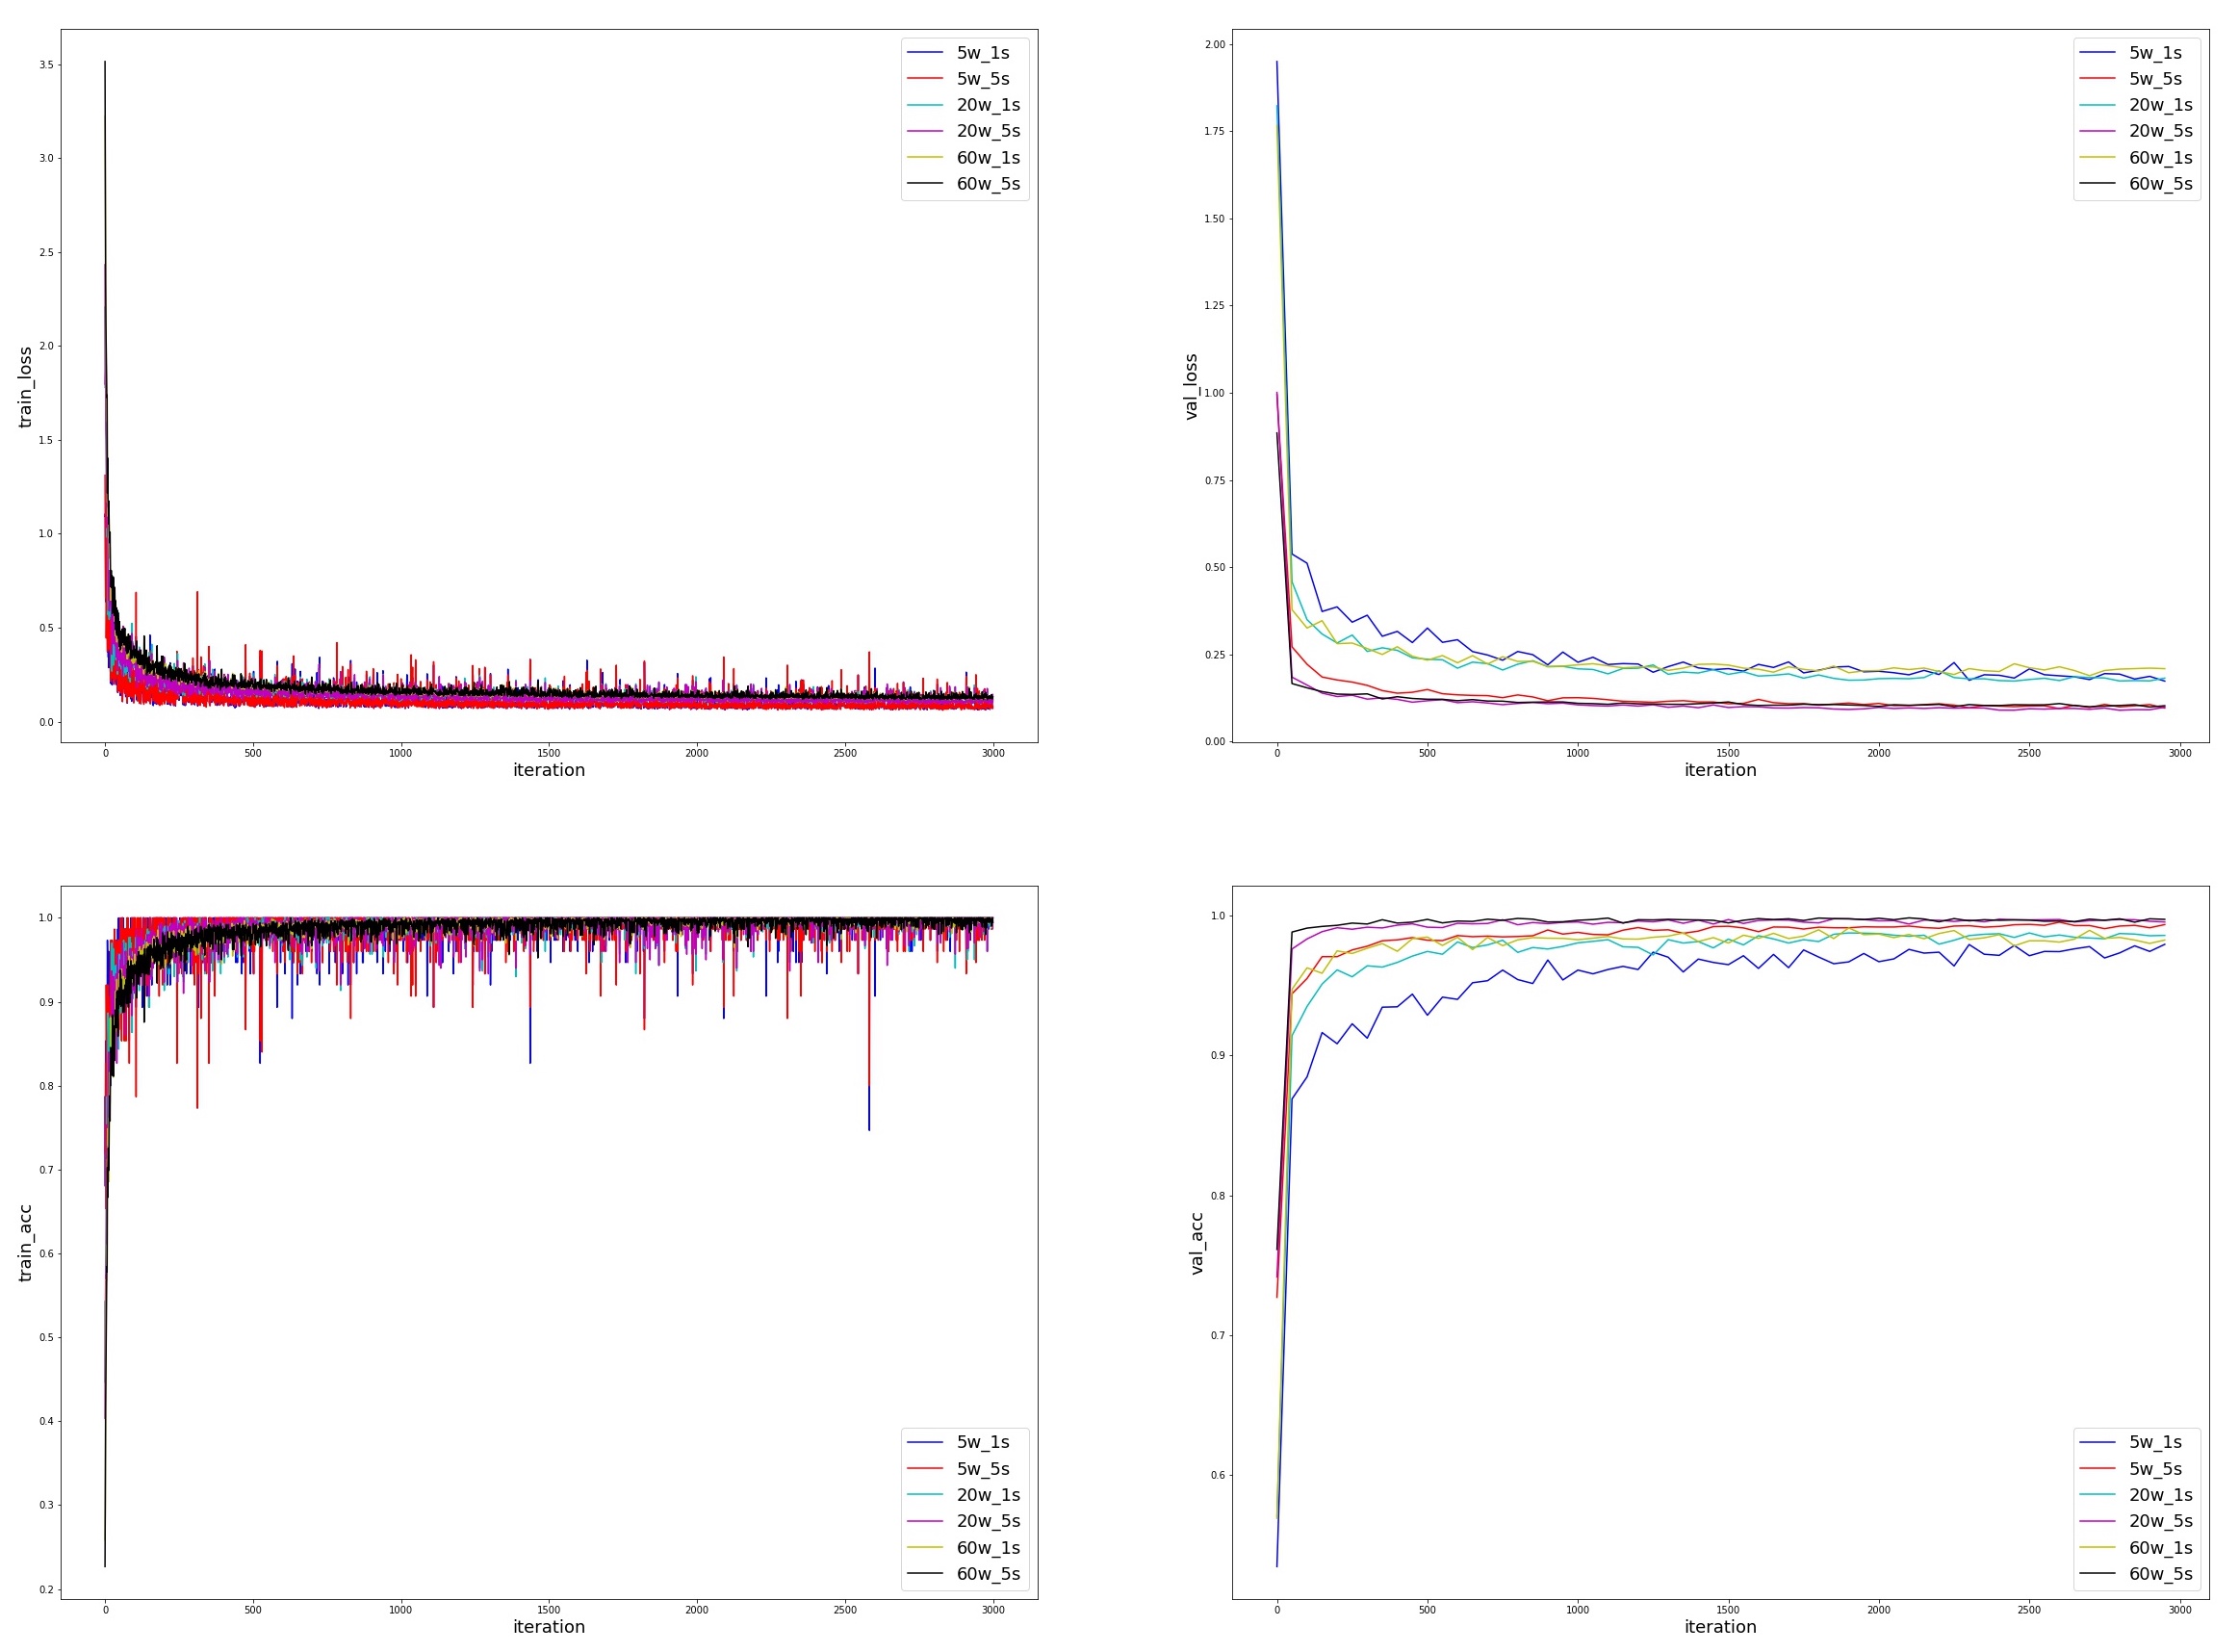 3.5
3.0
2.5
2.0
1.5
1.0
0.5
0.0
train_loss
0 500 1000 1500 2000 2500 3000
iteration
5w_1s
5w_5s
20w_1s
20w_5s
60w_1s
60w_5s
2.00
1.75
1.50
1.25
1.00
0.75
0.50
0.25
0.00
val_loss
0 500 1000 1500 2000 2500 3000
iteration
5w_1s
5w_5s
20w_1s
20w_5s
60w_1s
60w_5s
1.0
0.9
0.8
0.7
0.6
0.5
0.4
0.3
0.2
train_acc
0 500 1000 1500 2000 2500 3000
iteration
5w_1s
5w_5s
20w_1s
20w_5s
60w_1s
60w_5s
1.0
0.9
0.8
0.7
0.6
val_acc
0 500 1000 1500 2000 2500 3000
iteration
5w_1s
5w_5s
20w_1s
20w_5s
60w_1s
60w_5s